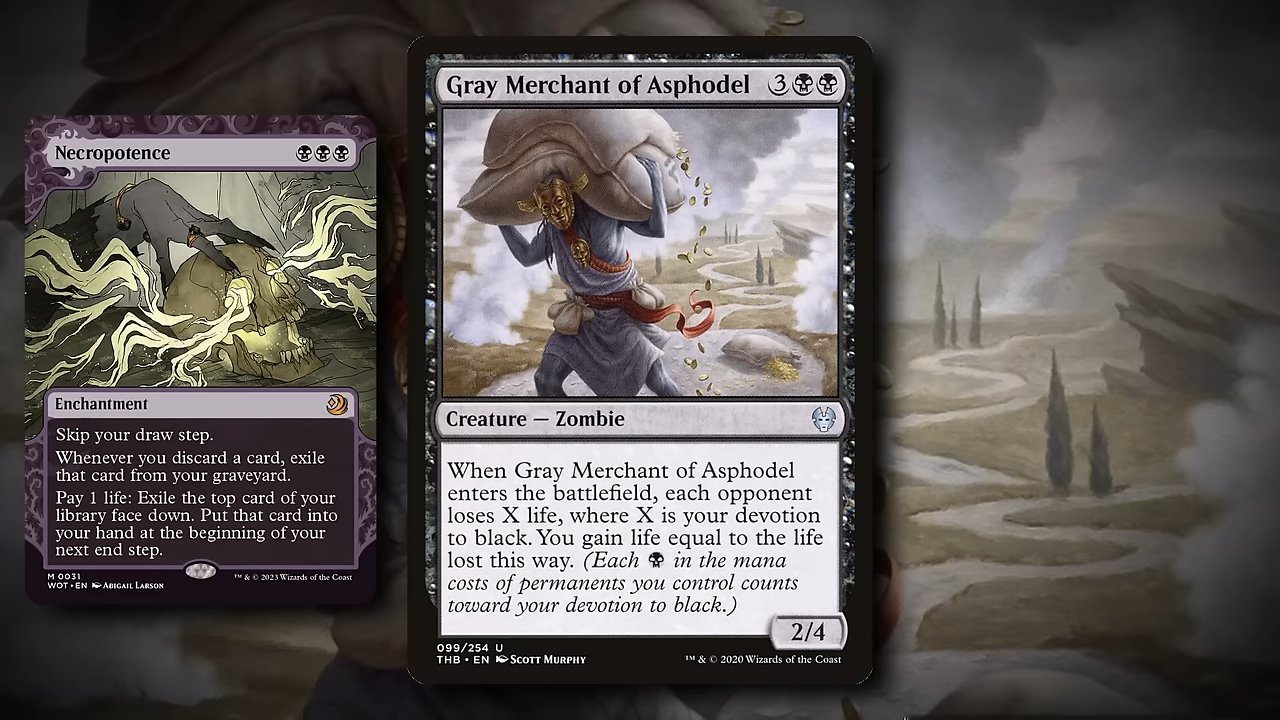 Necropotence
Enchantment
Skip your draw step.
Whenever you discard a card, exile
that card from your graveyard.
Pay 1 life: Exile the top card of your
library face down. Put that card into
your hand at the beginning of your
next end step.
M 0031
WOT • EN Abigail Larson
™ & © 2023 Wizards of the Coast
Gray Merchant of Asphodel 3
Creature — Zombie
When Gray Merchant of Asphodel
enters the battlefield, each opponent
loses X life, where X is your devotion
to black. You gain life equal to the life
lost this way. (Each in the mana
costs of permanents you control counts
toward your devotion to black.)
2/4
099/254 U
THB • EN Scott Murphy
™ & © 2020 Wizards of the Coast